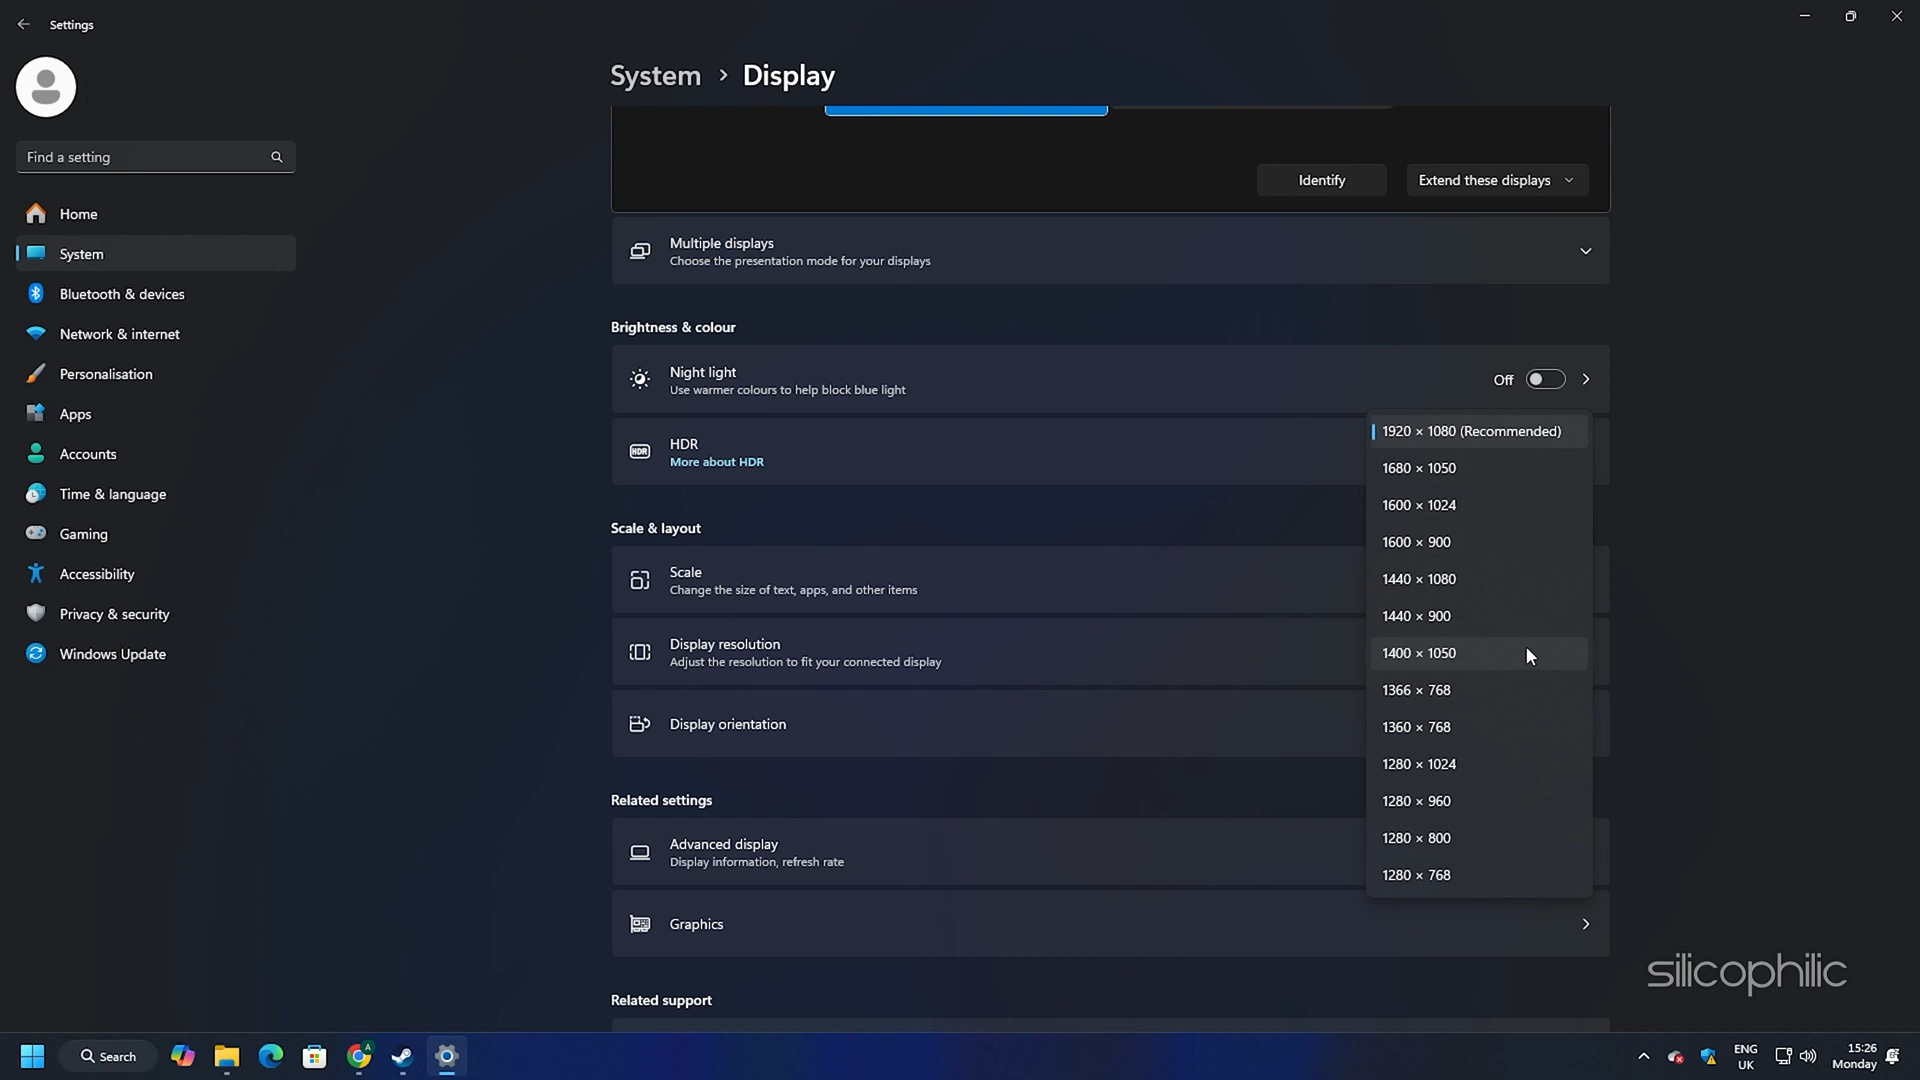 Settings
System > Display
Find a setting
Home
System
Bluetooth & devices
Network & internet
Personalisation
Apps
Accounts
Time & language
Gaming
Accessibility
Privacy & security
Windows Update
Identify
Extend these displays
Multiple displays
Choose the presentation mode for your displays
Brightness & colour
Night light
Use warmer colours to help block blue light
Off
HDR
HDR
More about HDR
Scale & layout
Scale
Change the size of text, apps, and other items
Display resolution
Adjust the resolution to fit your connected display
Display orientation
Related settings
Advanced display
Display information, refresh rate
Graphics
Related support
1920 × 1080 (Recommended)
1680 × 1050
1600 × 1024
1600 × 900
1440 × 1080
1440 × 900
1400 × 1050
1366 × 768
1360 × 768
1280 × 1024
1280 × 960
1280 × 800
1280 × 768
silicophilic
Search
A
ENG
UK
15:26
Monday